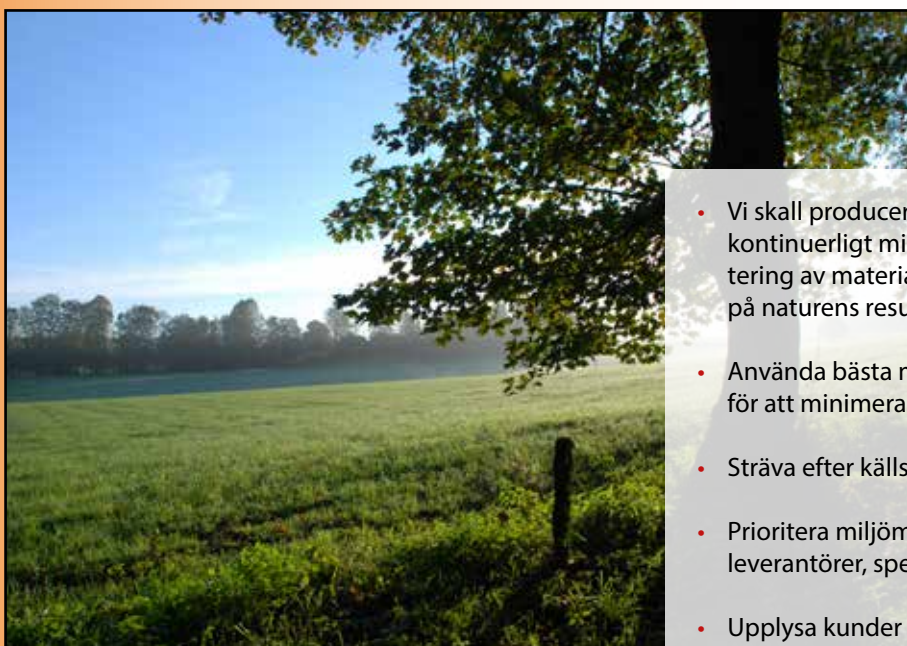 • Vi skall producer
kontinuerligt mi
tering av materia
på naturens resu
• Använda bästa m
för att minimera
• Sträva efter källs
• Prioritera miljöm
leverantörer, spe
• Upplysa kunder